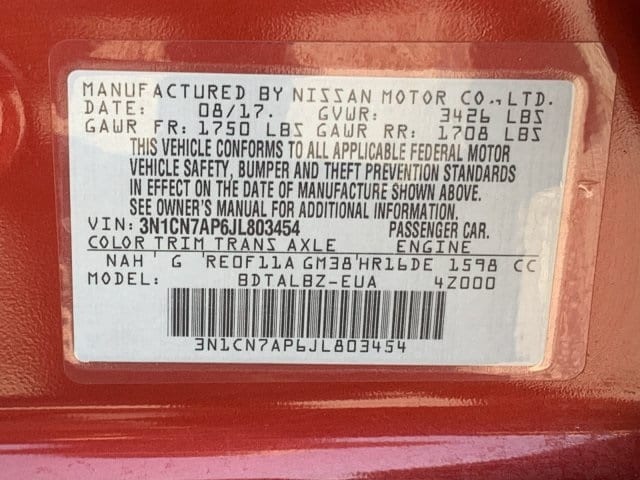 MANUFACTURED BY NISSAN MOTOR CO.,LTD.
DATE: 08/17. GVWR: 3426 LBS
GAWR FR: 1750 LBS GAWR RR: 1708 LBS
THIS VEHICLE CONFORMS TO ALL APPLICABLE FEDERAL MOTOR
VEHICLE SAFETY, BUMPER AND THEFT PREVENTION STANDARDS
IN EFFECT ON THE DATE OF MANUFACTURE SHOWN ABOVE.
SEE OWNER'S MANUAL FOR ADDITIONAL INFORMATION.
VIN: 3N1CN7AP6JL803454 PASSENGER CAR.
COLOR TRIM TRANS AXLE ENGINE
NAH G RE0F11A GM38 HR16DE 1598 CC
MODEL: BDTALBZ-EUA 4Z000
3N1CN7AP6JL803454